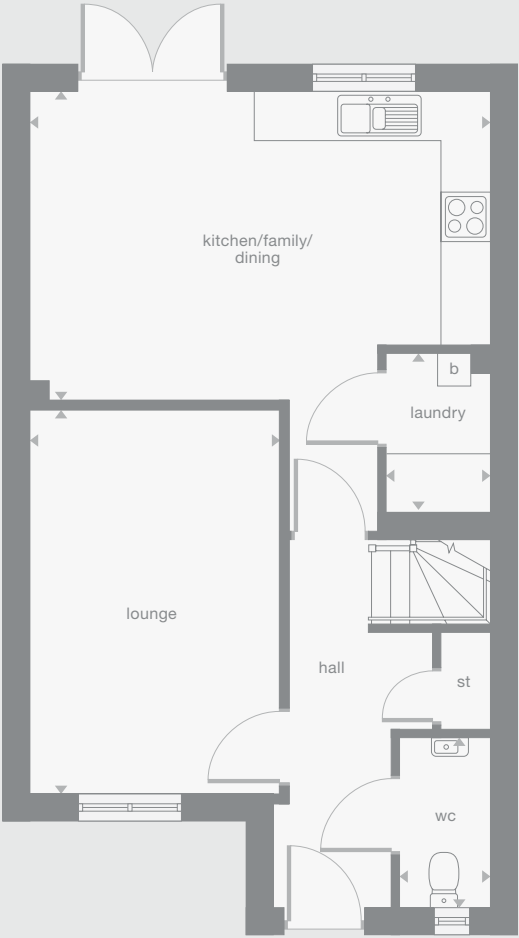 kitchen/family/
dining
b
laundry
lounge
hall
st
wc